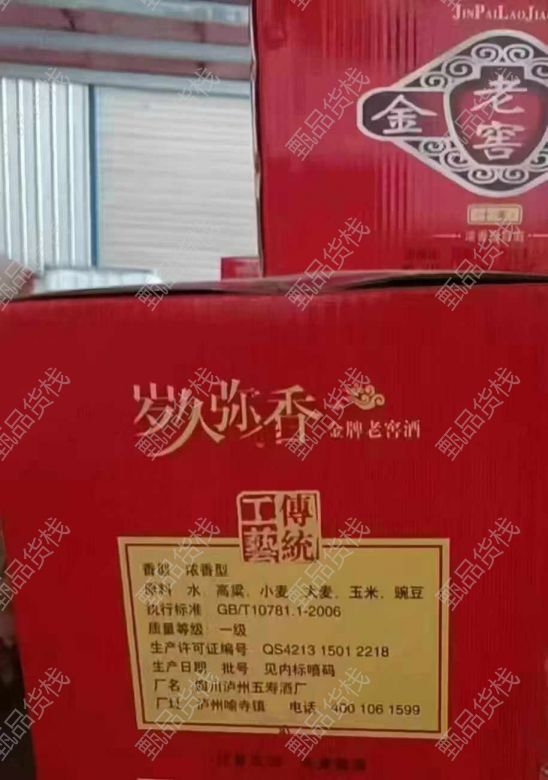 JINPAILAOJIA
金
老
窖
岁久弥香
金牌老窖酒
傳統
工藝
香型 浓香型
原料 水、高粱、小麦、大麦、玉米、豌豆
执行标准 GB/T10781.1-2006
质量等级:一级
生产许可证编号 QS4213 1501 2218
生产日期 批号 见内标喷码
厂名 四川泸州五寿酒厂
厂址 泸州喻寺镇 电话 400 106 1599
甄品货栈